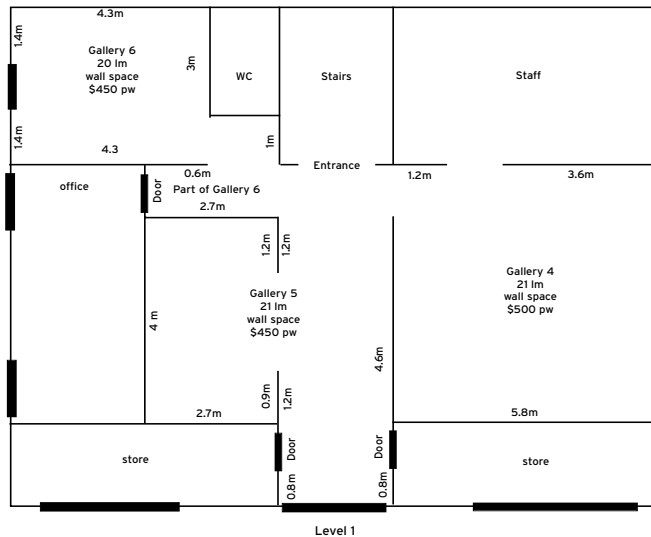 4.3m
1.4m
Gallery 6
20 lm
wall space
$450 pw
3m
WC
Stairs
Staff
1.4m
1m
4.3
0.6m
Entrance
1.2m
3.6m
office
Door
Part of Gallery 6
2.7m
1.2m
1.2m
Gallery 5
21 lm
wall space
$450 pw
4 m
Gallery 4
21 lm
wall space
$500 pw
4.6m
0.9m
1.2m
2.7m
5.8m
store
Door
Door
store
0.8m
0.8m
Level 1